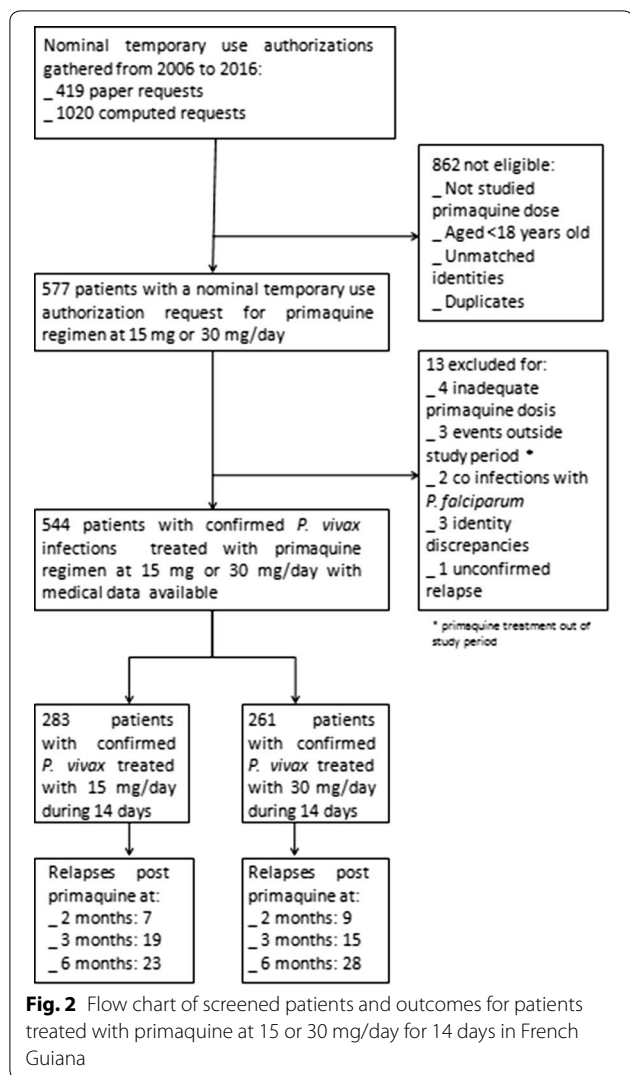 Nominal temporary use authorizations
gathered from 2006 to 2016:
_ 419 paper requests
_ 1020 computed requests
862 not eligible:
_ Not studied
primaquine dose
_ Aged <18 years old
_ Unmatched
identities
_ Duplicates
577 patients with a nominal temporary use
authorization request for primaquine
regimen at 15 mg or 30 mg/day
13 excluded for:
_ 4 inadequate
primaquine dosis
_ 3 events outside
study period *
_ 2 co infections with
P. falciparum
_ 3 identity
discrepancies
_ 1 unconfirmed
relapse
* primaquine treatment out of
study period
544 patients with confirmed P. vivax
infections treated with primaquine
regimen at 15 mg or 30 mg/day with
medical data available
283 patients
with confirmed
P. vivax treated
with 15 mg/day
during 14 days
261 patients
with confirmed
P. vivax treated
with 30 mg/day
during 14 days
Relapses post
primaquine at:
_ 2 months: 7
_ 3 months: 19
_ 6 months: 23
Relapses post
primaquine at:
_ 2 months: 9
_ 3 months: 15
_ 6 months: 28
Fig. 2 Flow chart of screened patients and outcomes for patients
treated with primaquine at 15 or 30 mg/day for 14 days in French
Guiana